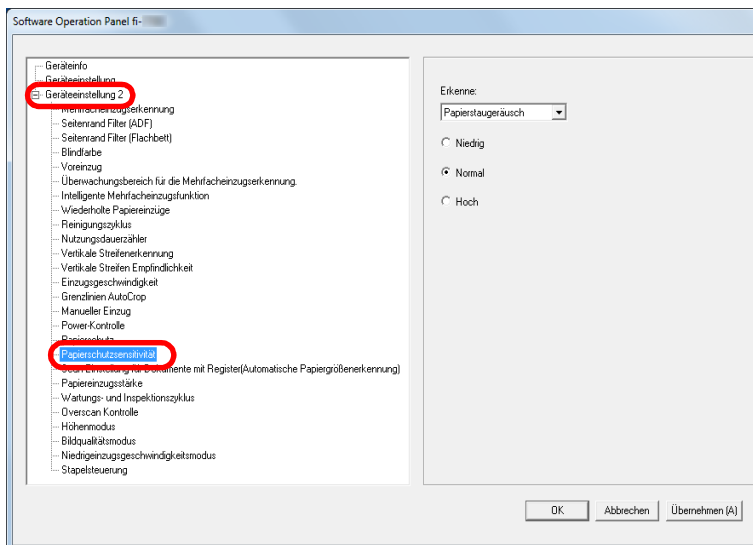 Software Operation Panel fi-
Geräteinfo
Geräteeinstellung
Geräteeinstellung 2
Mehrfacheinzugserkennung
Seitenrand Filter (ADF)
Seitenrand Filter (Flachbett)
Blindfarbe
Voreinzug
Überwachungsbereich für die Mehrfacheinzugserkennung.
Intelligente Mehrfacheinzugsfunktion
Wiederholte Papiereinzüge
Reinigungszyklus
Nutzungsdauerzähler
Vertikale Streifenerkennung
Vertikale Streifen Empfindlichkeit
Einzugsgeschwindigkeit
Grenzlinien AutoCrop
Manueller Einzug
Power-Kontrolle
Papierschutz
Papierschutzsensitivität
Scan Einstellung für Dokumente mit Register(Automatische Papiergrößenerkennung)
Papiereinzugsstärke
Wartungs- und Inspektionszyklus
Overscan Kontrolle
Höhenmodus
Bildqualitätsmodus
Niedrigeinzugsgeschwindigkeitsmodus
Stapelsteuerung
Erkenne:
Papierstaugeräusch
Niedrig
Normal
Hoch
OK
Abbrechen
Übernehmen (A)